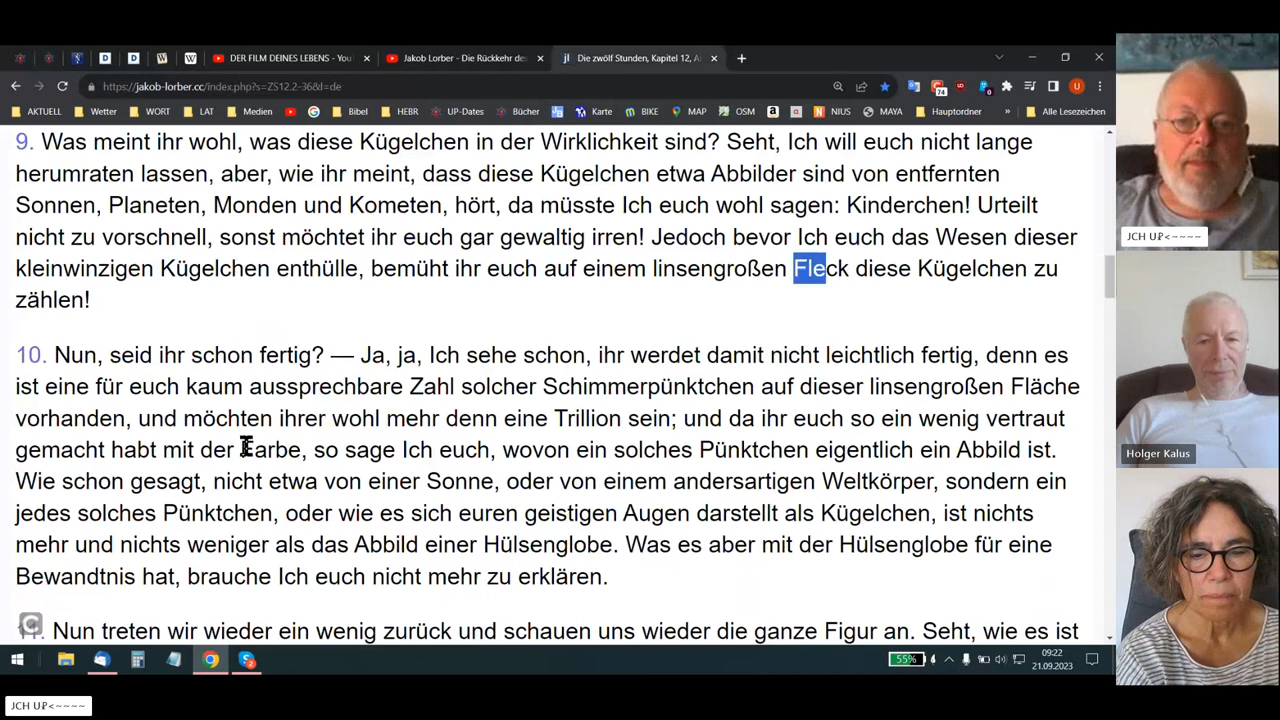 DER FILM DEINES LEBENS - You
Jakob Lorber - Die Rückkehr des
Die zwölf Stunden, Kapitel 12, A
https://jakob-lorber.cc/index.php?s=ZS12.2-36&l=de
74
U
AKTUELL Wetter WORT LAT Medien Bibel HEBR UP-Dates Bücher Karte BIKE MAP OSM NIUS MAYA Hauptordner » Alle Lesezeichen
9. Was meint ihr wohl, was diese Kügelchen in der Wirklichkeit sind? Seht, Ich will euch nicht lange
herumraten lassen, aber, wie ihr meint, dass diese Kügelchen etwa Abbilder sind von entfernten
Sonnen, Planeten, Monden und Kometen, hört, da müsste Ich euch wohl sagen: Kinderchen! Urteilt
nicht zu vorschnell, sonst möchtet ihr euch gar gewaltig irren! Jedoch bevor Ich euch das Wesen dieser
kleinwinzigen Kügelchen enthülle, bemüht ihr euch auf einem linsengroßen Fleck diese Kügelchen zu
zählen!
10. Nun, seid ihr schon fertig? — Ja, ja, Ich sehe schon, ihr werdet damit nicht leichtlich fertig, denn es
ist eine für euch kaum aussprechbare Zahl solcher Schimmerpünktchen auf dieser linsengroßen Fläche
vorhanden, und möchten ihrer wohl mehr denn eine Trillion sein; und da ihr euch so ein wenig vertraut
gemacht habt mit der Farbe, so sage Ich euch, wovon ein solches Pünktchen eigentlich ein Abbild ist.
Wie schon gesagt, nicht etwa von einer Sonne, oder von einem andersartigen Weltkörper, sondern ein
jedes solches Pünktchen, oder wie es sich euren geistigen Augen darstellt als Kügelchen, ist nichts
mehr und nichts weniger als das Abbild einer Hülsenglobe. Was es aber mit der Hülsenglobe für eine
Bewandtnis hat, brauche Ich euch nicht mehr zu erklären.
11. Nun treten wir wieder ein wenig zurück und schauen uns wieder die ganze Figur an. Seht, wie es ist
55%
09:22
21.09.2023
JCH U₽<~~~~
Holger Kalus
JCH U₽<~~~~